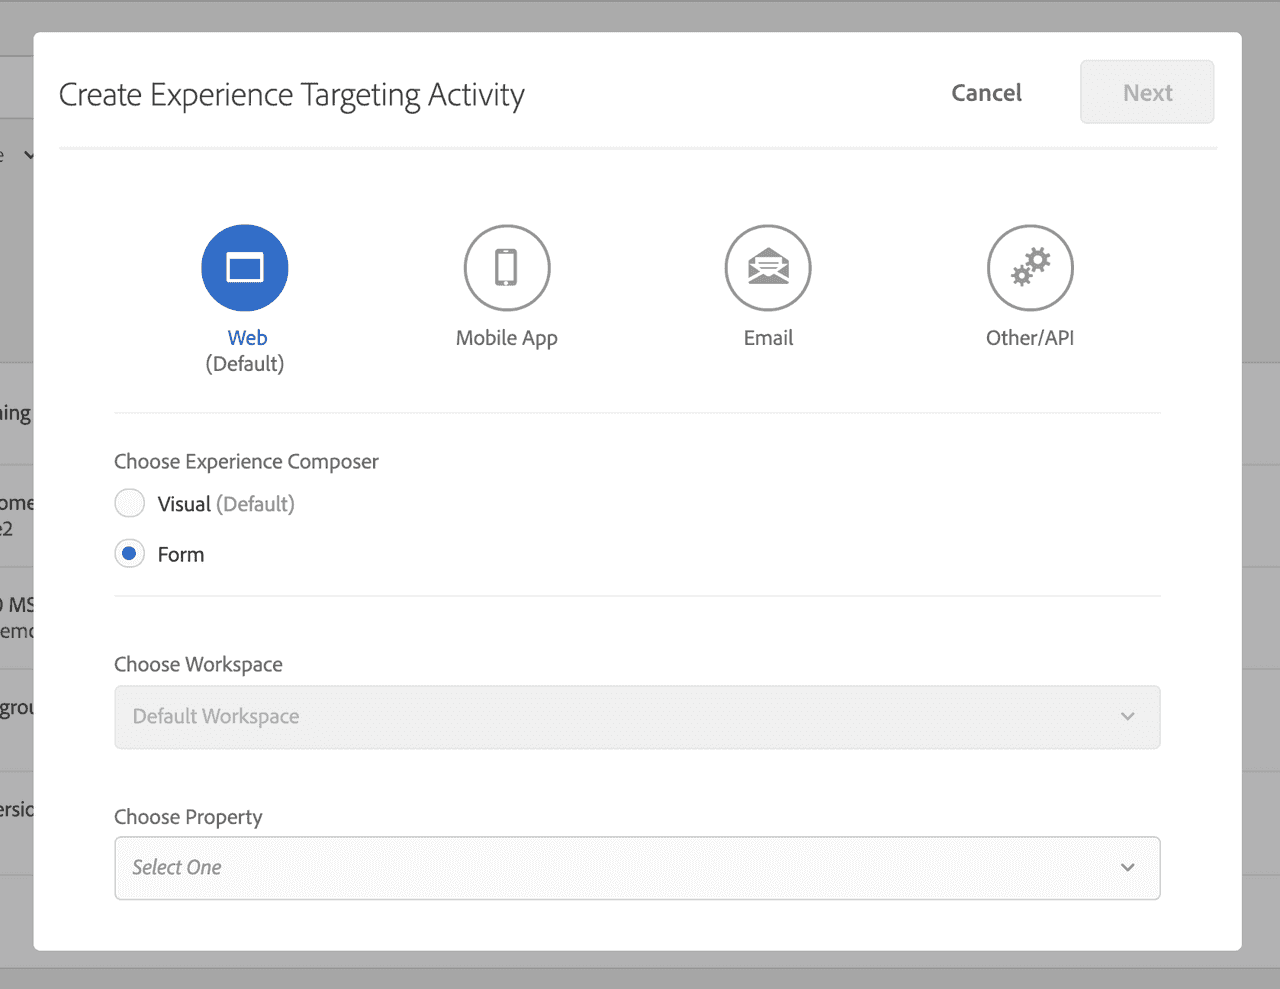 Create Experience Targeting Activity
Cancel
Next
Web
(Default)
Mobile App
Email
Other/API
Choose Experience Composer
Visual (Default)
Form
Choose Workspace
Default Workspace
Choose Property
Select One